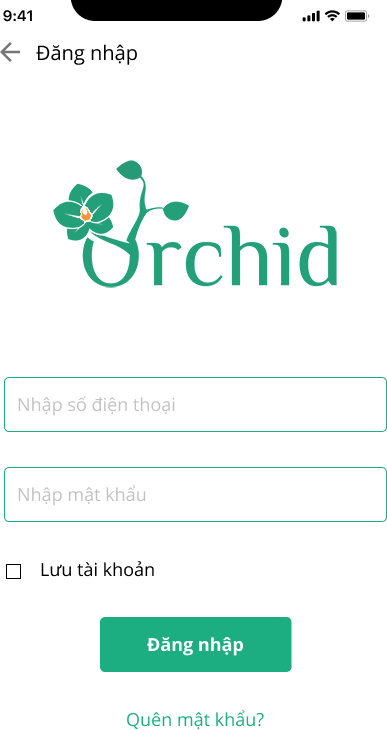 9:41
Đăng nhập
Orchid
Nhập số điện thoại
Nhập mật khẩu
Lưu tài khoản
Đăng nhập
Quên mật khẩu?